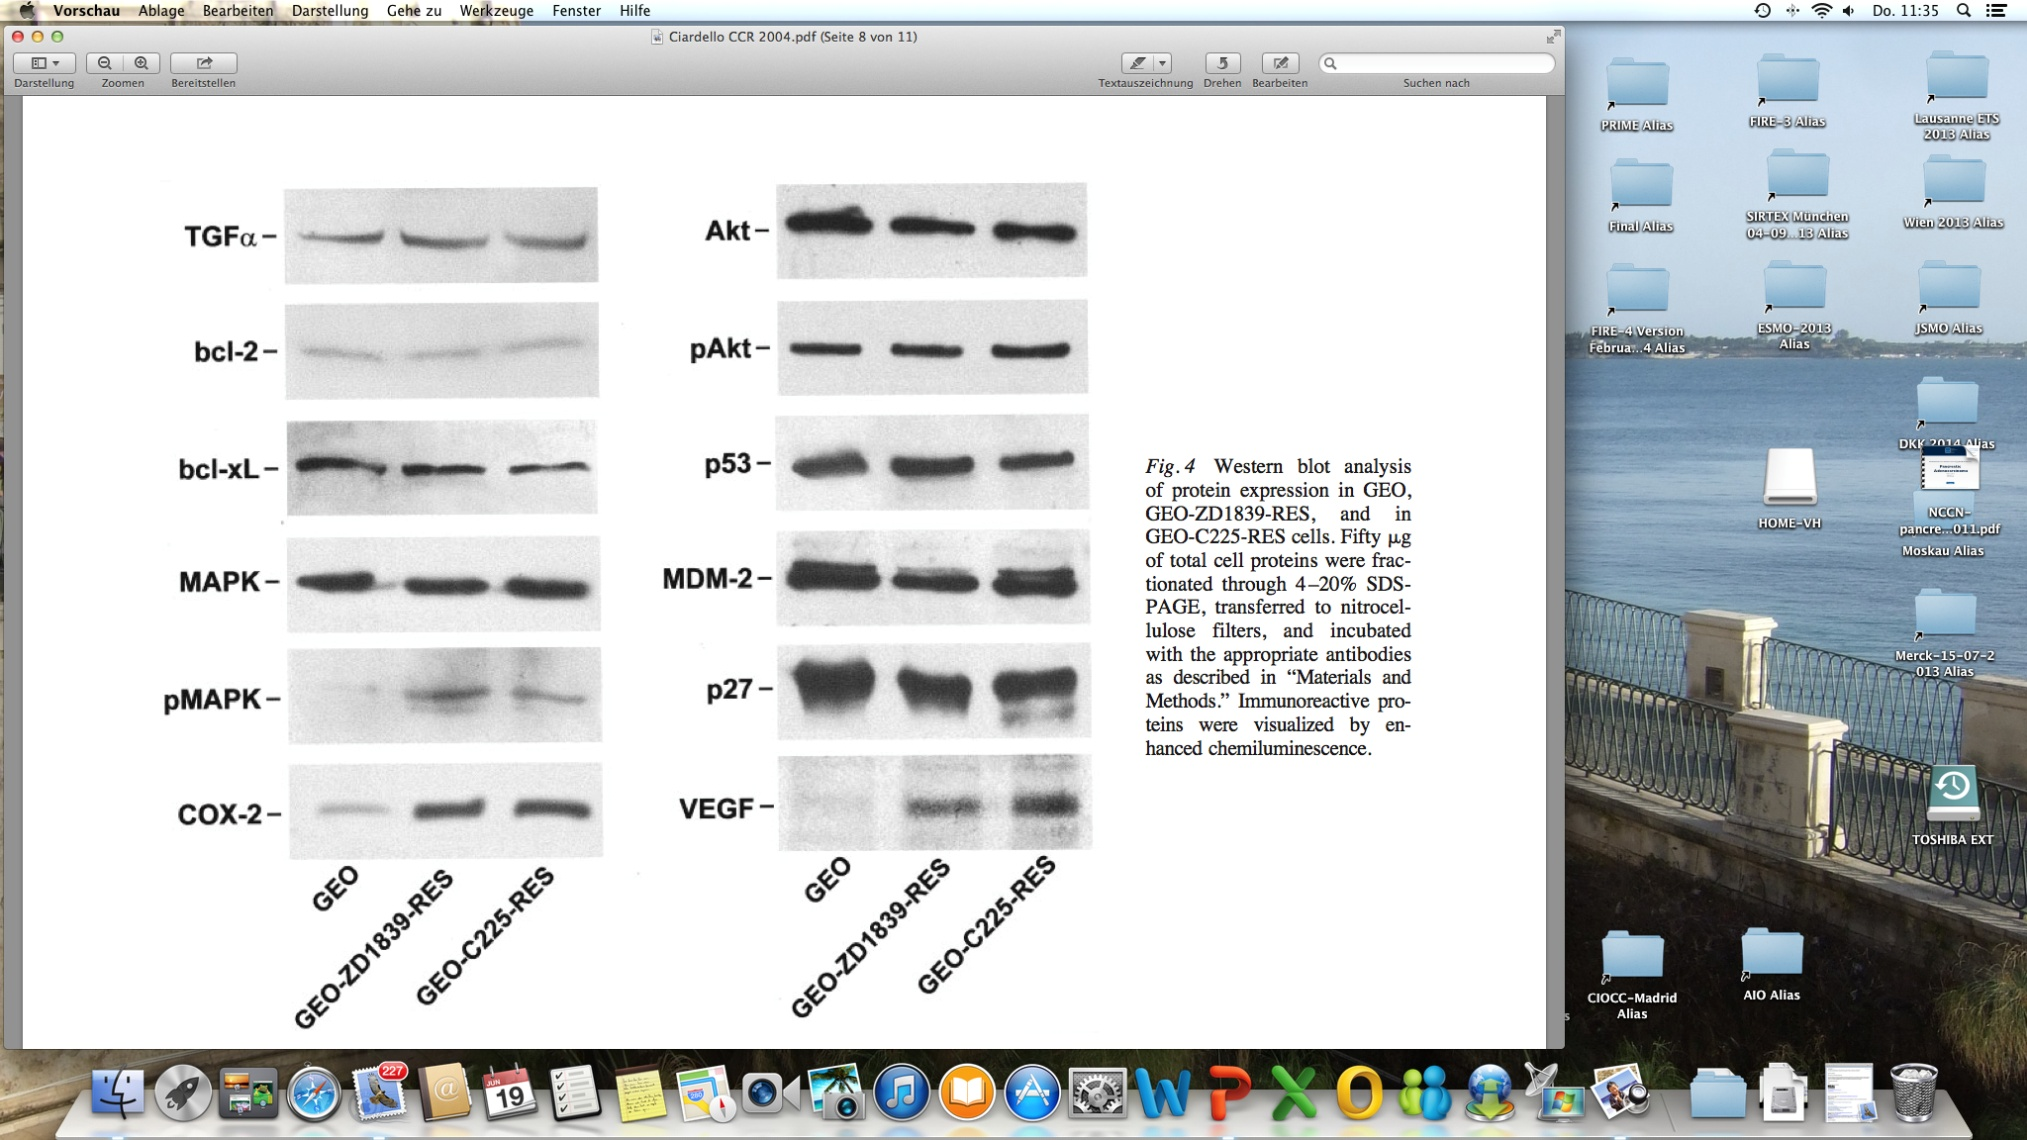 Vorschau Ablage Bearbeiten Darstellung Gehe zu Werkzeuge Fenster Hilfe
Do. 11:35
Ciardello CCR 2004.pdf (Seite 8 von 11)
Darstellung Zoomen Bereitstellen
Textauszeichnung Drehen Bearbeiten Suchen nach
TGFα
bcl-2
bcl-xL
MAPK
pMAPK
COX-2
GEO
GEO-ZD1839-RES
GEO-C225-RES
Akt
pAkt
p53
MDM-2
p27
VEGF
GEO
GEO-ZD1839-RES
GEO-C225-RES
Fig. 4 Western blot analysis
of protein expression in GEO,
GEO-ZD1839-RES, and in
GEO-C225-RES cells. Fifty μg
of total cell proteins were frac-
tionated through 4–20% SDS-
PAGE, transferred to nitrocel-
lulose filters, and incubated
with the appropriate antibodies
as described in “Materials and
Methods.” Immunoreactive pro-
teins were visualized by en-
hanced chemiluminescence.
PRIME Alias
FIRE-3 Alias
Lausanne ETS
2013 Alias
Final Alias
SIRTEX München
04-09...13 Alias
Wien 2013 Alias
FIRE-4 Version
Februa...4 Alias
ESMO-2013
Alias
JSMO Alias
DKK 2014 Alias
HOME-VH
NCCN-
pancre...011.pdf
Moskau Alias
Merck-15-07-2
013 Alias
TOSHIBA EXT
CIOCC-Madrid
Alias
AIO Alias
227
JUN
19
280